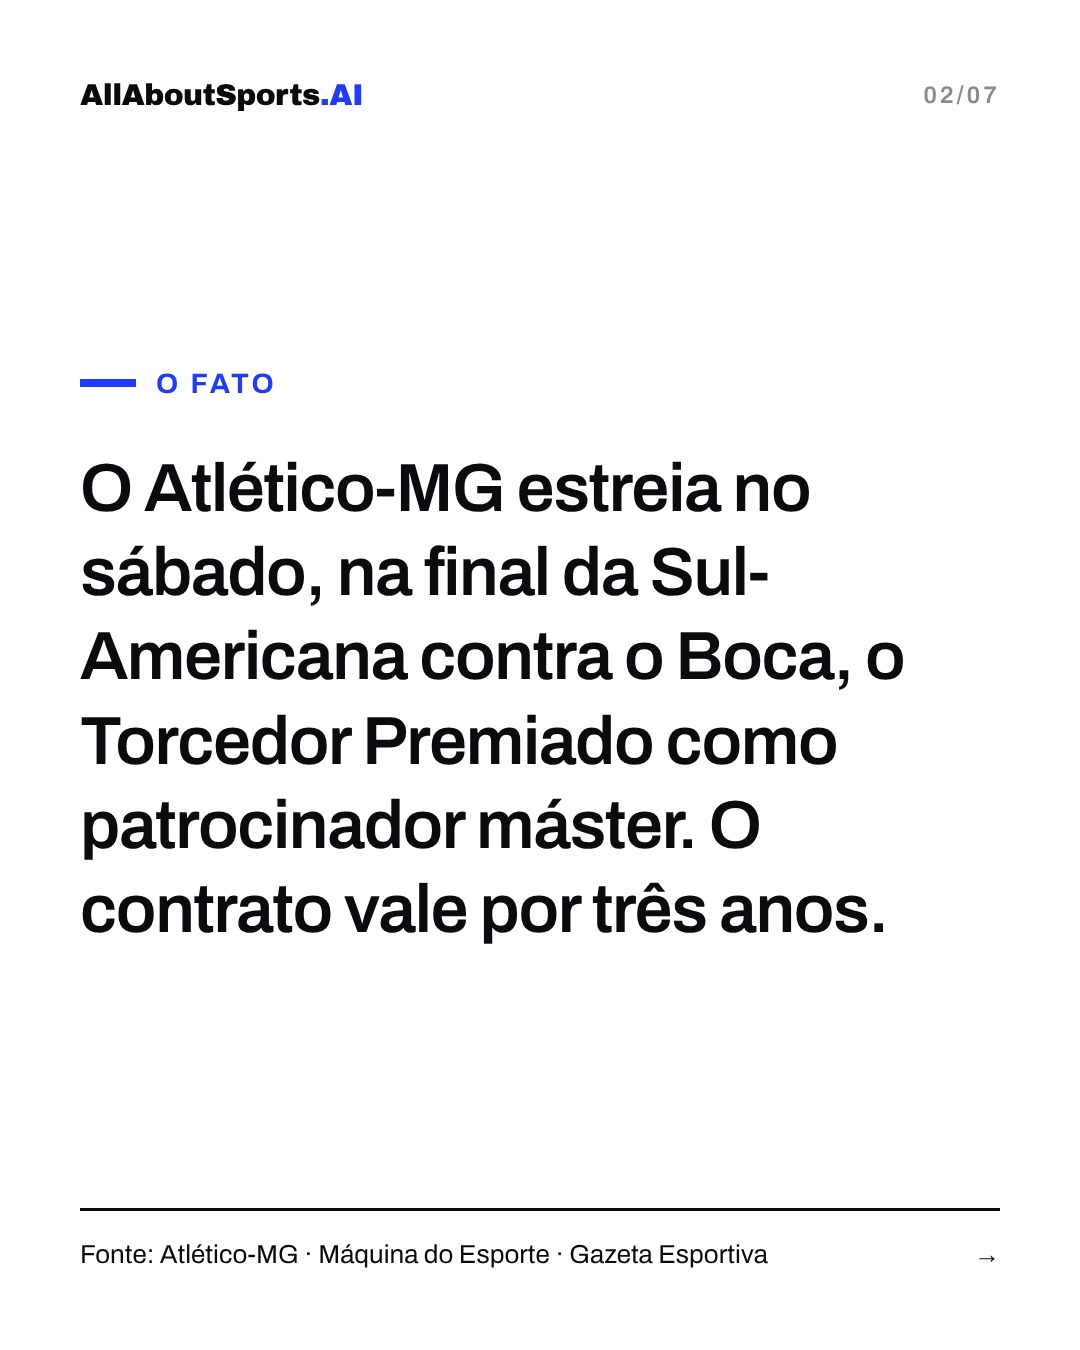 AllAboutSports.AI
02/07
O FATO
O Atlético-MG estreia no
sábado, na final da Sul-
Americana contra o Boca, o
Torcedor Premiado como
patrocinador máster. O
contrato vale por três anos.
Fonte: Atlético-MG · Máquina do Esporte · Gazeta Esportiva →